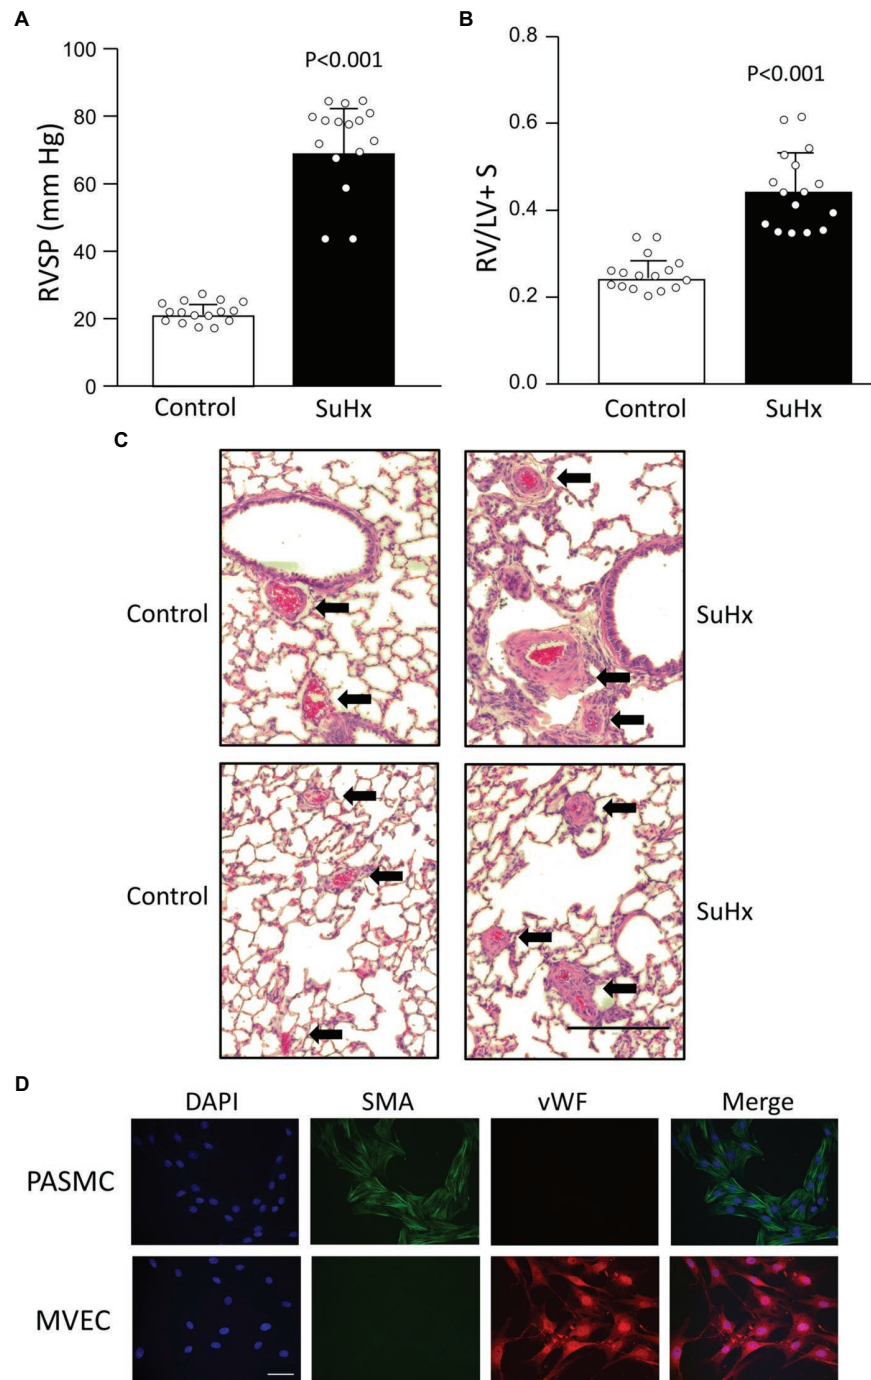 A
100
80
60
40
20
0
RVSP (mm Hg)
P<0.001
Control
SuHx
B
0.8
0.6
0.4
0.2
0.0
RV/LV+ S
P<0.001
Control
SuHx
C
Control
SuHx
Control
SuHx
D
DAPI
SMA
vWF
Merge
PASMC
MVEC